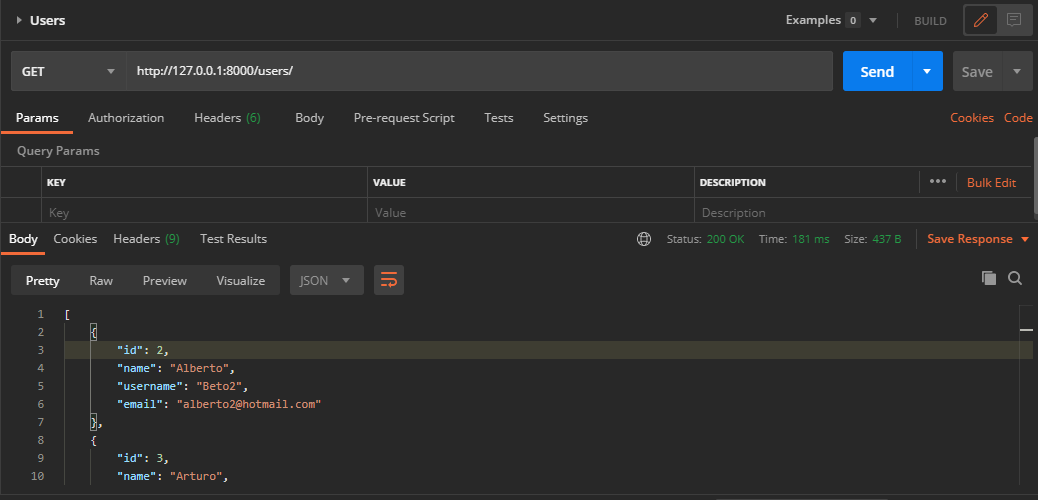 Users Examples 0 BUILD
GET http://127.0.0.1:8000/users/ Send Save
Params Authorization Headers (6) Body Pre-request Script Tests Settings Cookies Code
Query Params
KEY VALUE DESCRIPTION ••• Bulk Edit
Key Value Description
Body Cookies Headers (9) Test Results Status: 200 OK Time: 181 ms Size: 437 B Save Response
Pretty Raw Preview Visualize JSON
1 [
2 {
3 "id": 2,
4 "name": "Alberto",
5 "username": "Beto2",
6 "email": "alberto2@hotmail.com"
7 },
8 {
9 "id": 3,
10 "name": "Arturo",